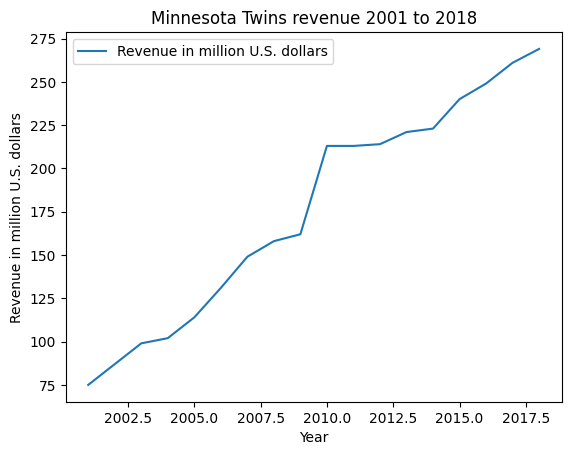 Minnesota Twins revenue 2001 to 2018
Revenue in million U.S. dollars
275
250
225
200
175
150
125
100
75
Revenue in million U.S. dollars
2002.5 2005.0 2007.5 2010.0 2012.5 2015.0 2017.5
Year